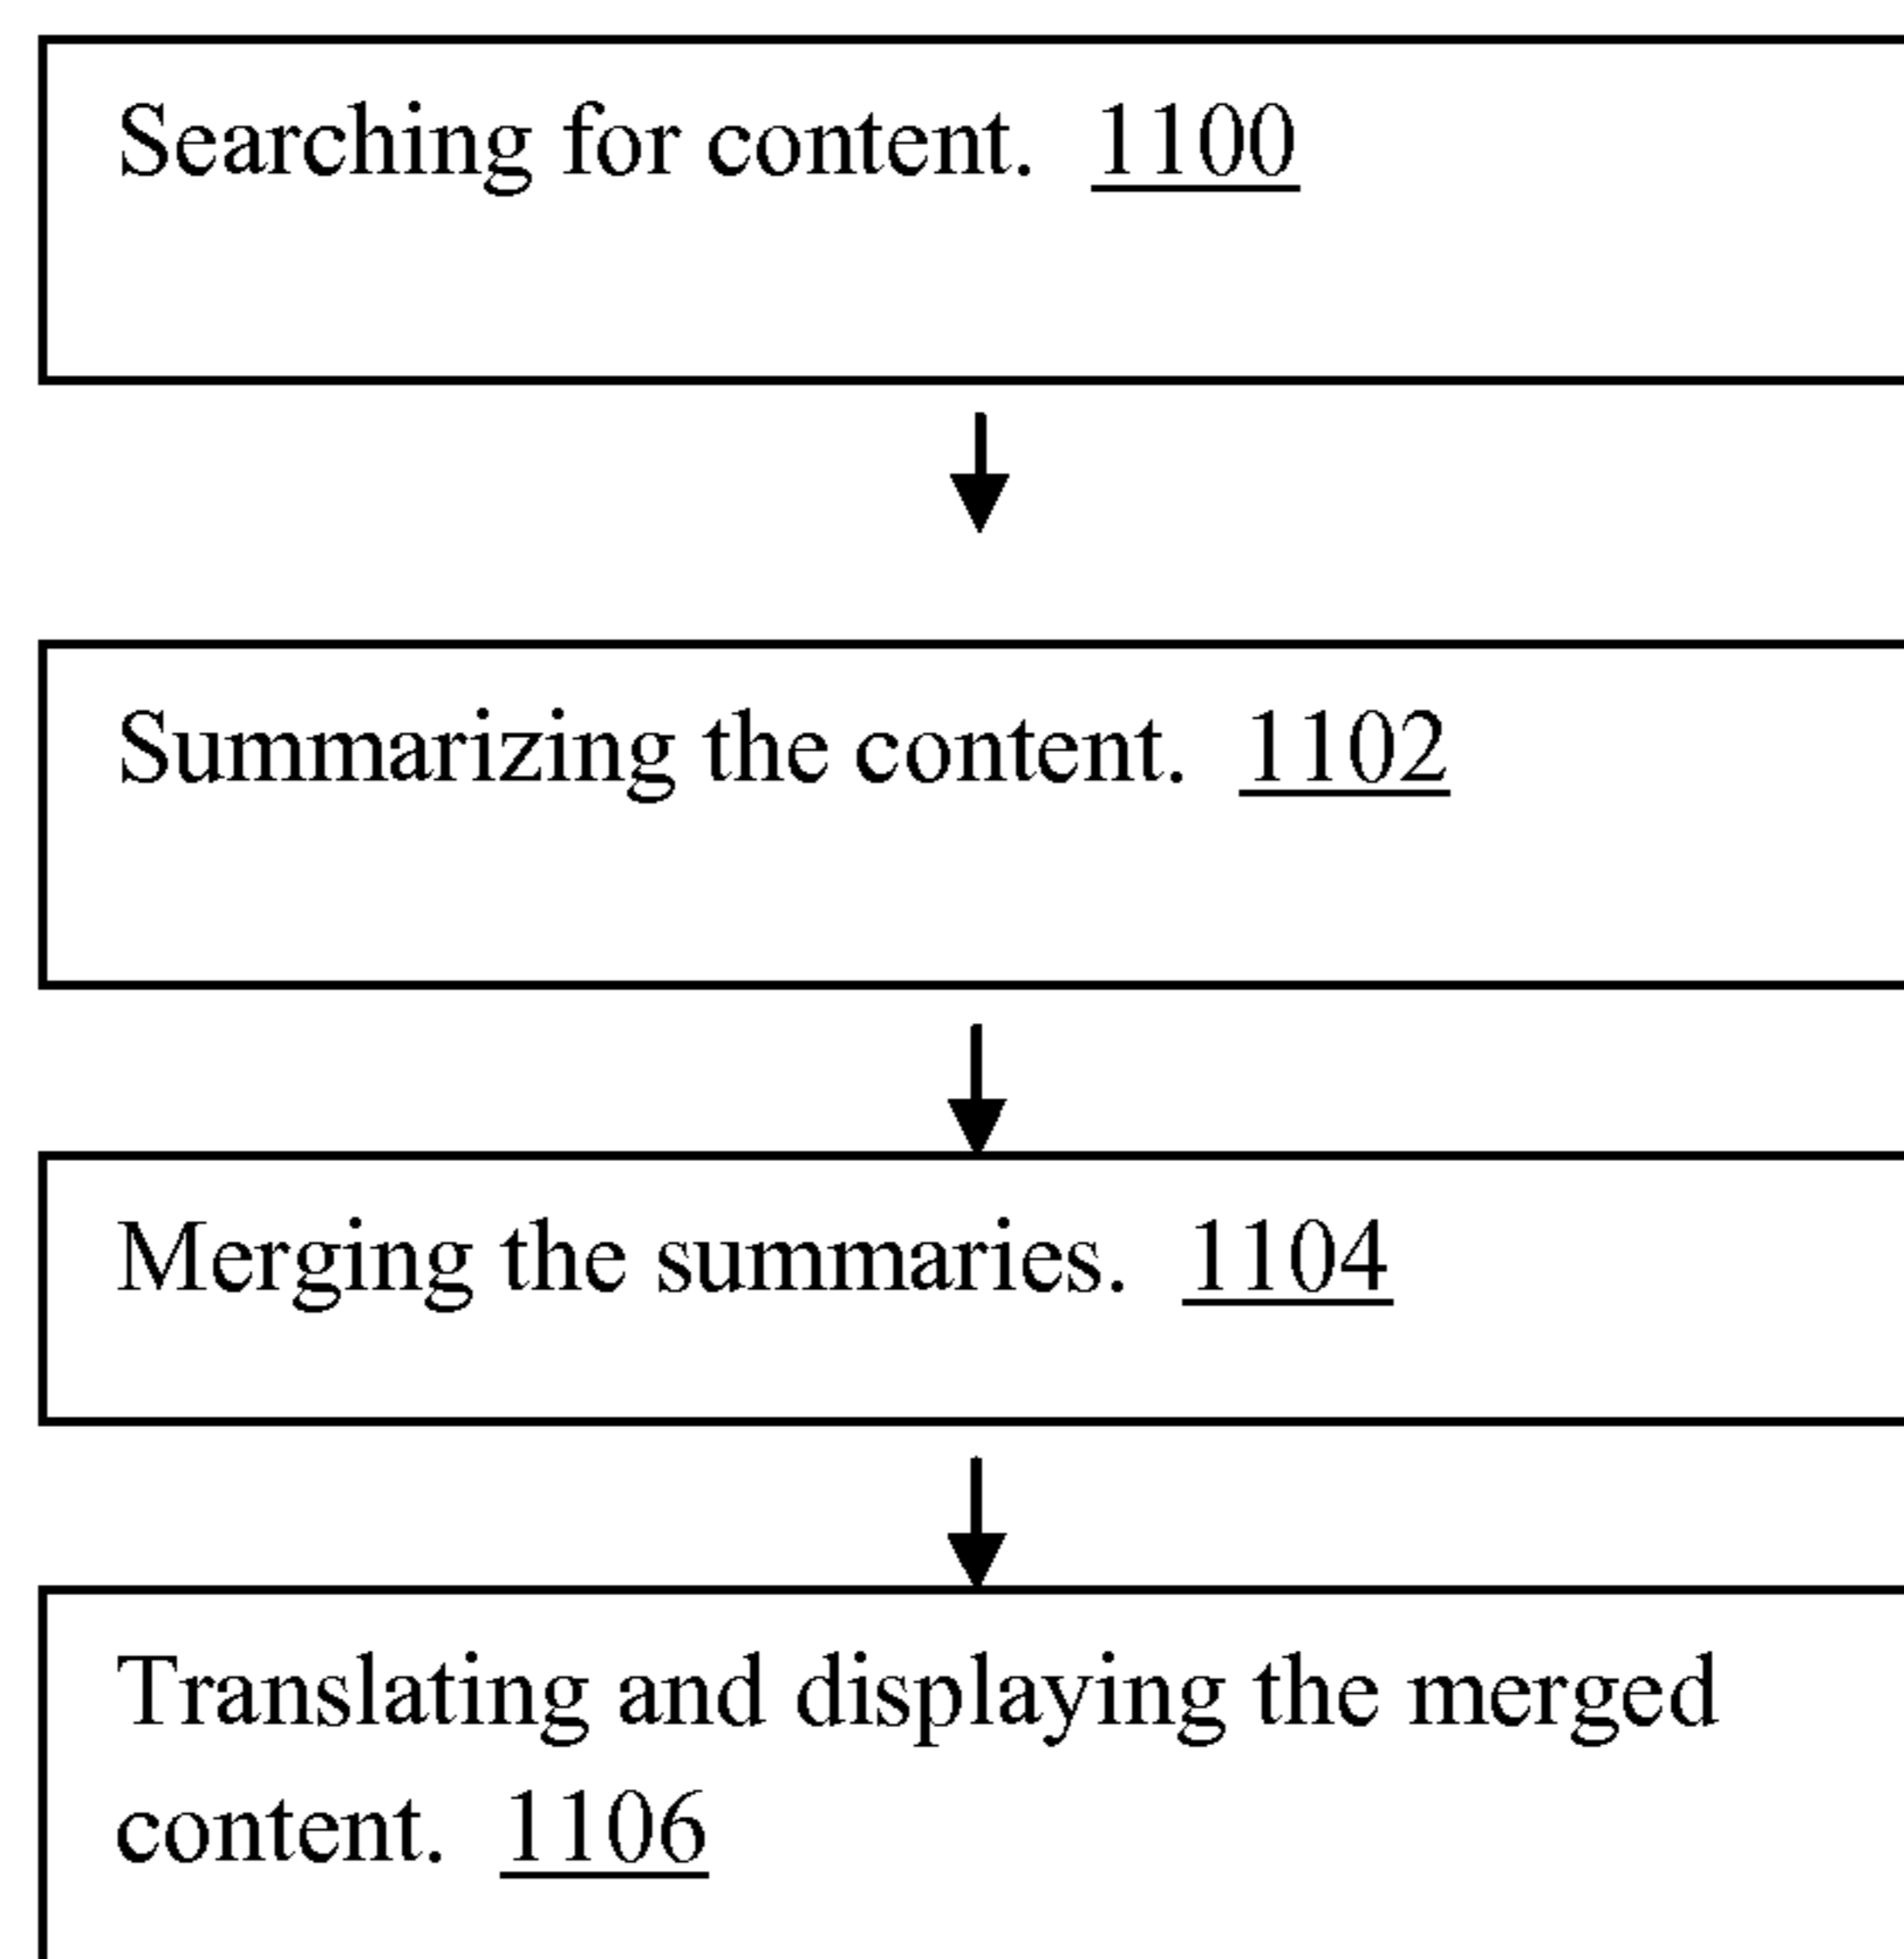 Searching for content. 1100
Summarizing the content. 1102
Merging the summaries. 1104
Translating and displaying the merged
content. 1106